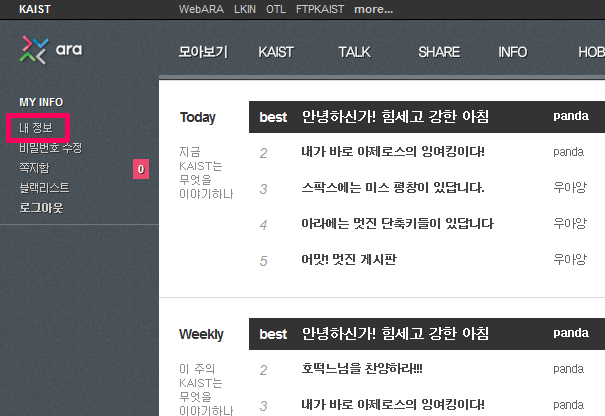 KAIST WebARA LKIN OTL FTPKAIST more...
ara 모아보기 KAIST TALK SHARE INFO HOB
MY INFO
내 정보
비밀번호 수정
쪽지함 0
블랙리스트
로그아웃
Today
지금
KAIST는
무엇을
이야기하나
best 안녕하신가! 힘세고 강한 아침 panda
2 내가 바로 아제로스의 잉여킹이다! panda
3 스팍스에는 미스 평창이 있답니다. 우아앙
4 아라에는 멋진 단축키들이 있답니다 우아앙
5 어맛! 멋진 게시판 우아앙
Weekly
이 주의
KAIST는
무엇을
이야기하나
best 안녕하신가! 힘세고 강한 아침 panda
2 호떡느님을 찬양하라!!! panda
3 내가 바로 아제로스의 잉여킹이다! panda